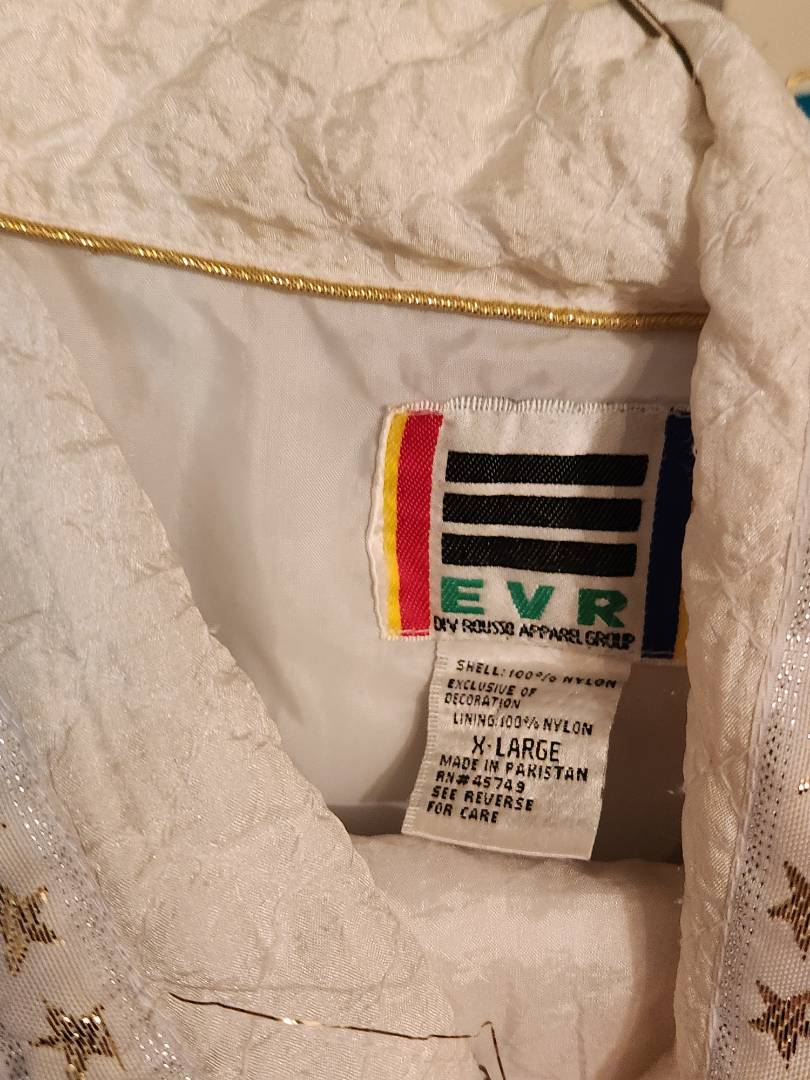 EVR
DIV ROUSSO APPAREL GROUP
SHELL: 100% NYLON
EXCLUSIVE OF
DECORATION
LINING: 100% NYLON
X-LARGE
MADE IN PAKISTAN
RN# 45749
SEE REVERSE
FOR CARE